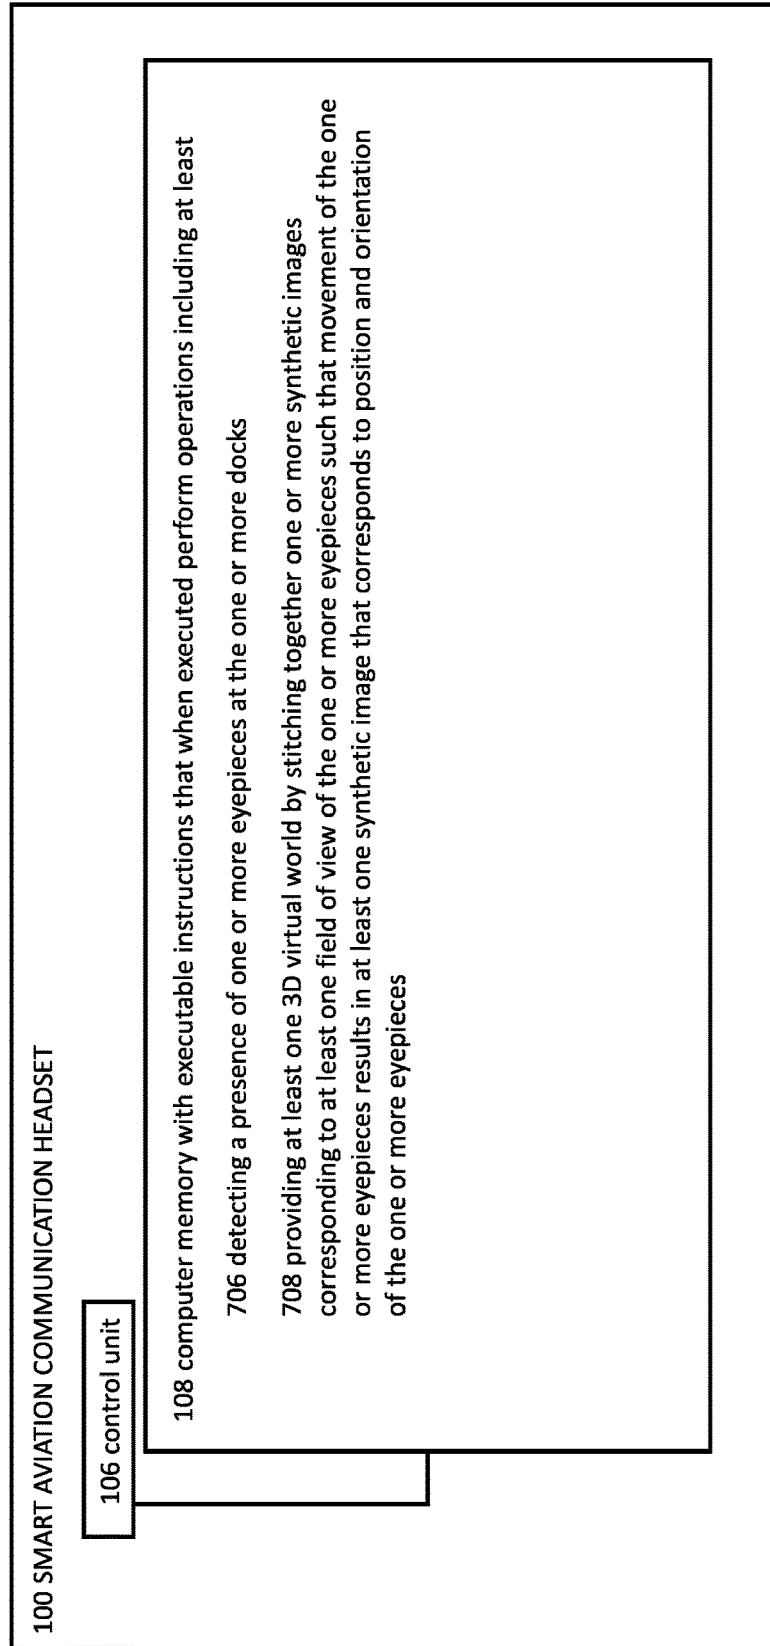 100 SMART AVIATION COMMUNICATION HEADSET
106 control unit
108 computer memory with executable instructions that when executed perform operations including at least
706 detecting a presence of one or more eyepieces at the one or more docks
708 providing at least one 3D virtual world by stitching together one or more synthetic images
corresponding to at least one field of view of the one or more eyepieces such that movement of the one
or more eyepieces results in at least one synthetic image that corresponds to position and orientation
of the one or more eyepieces